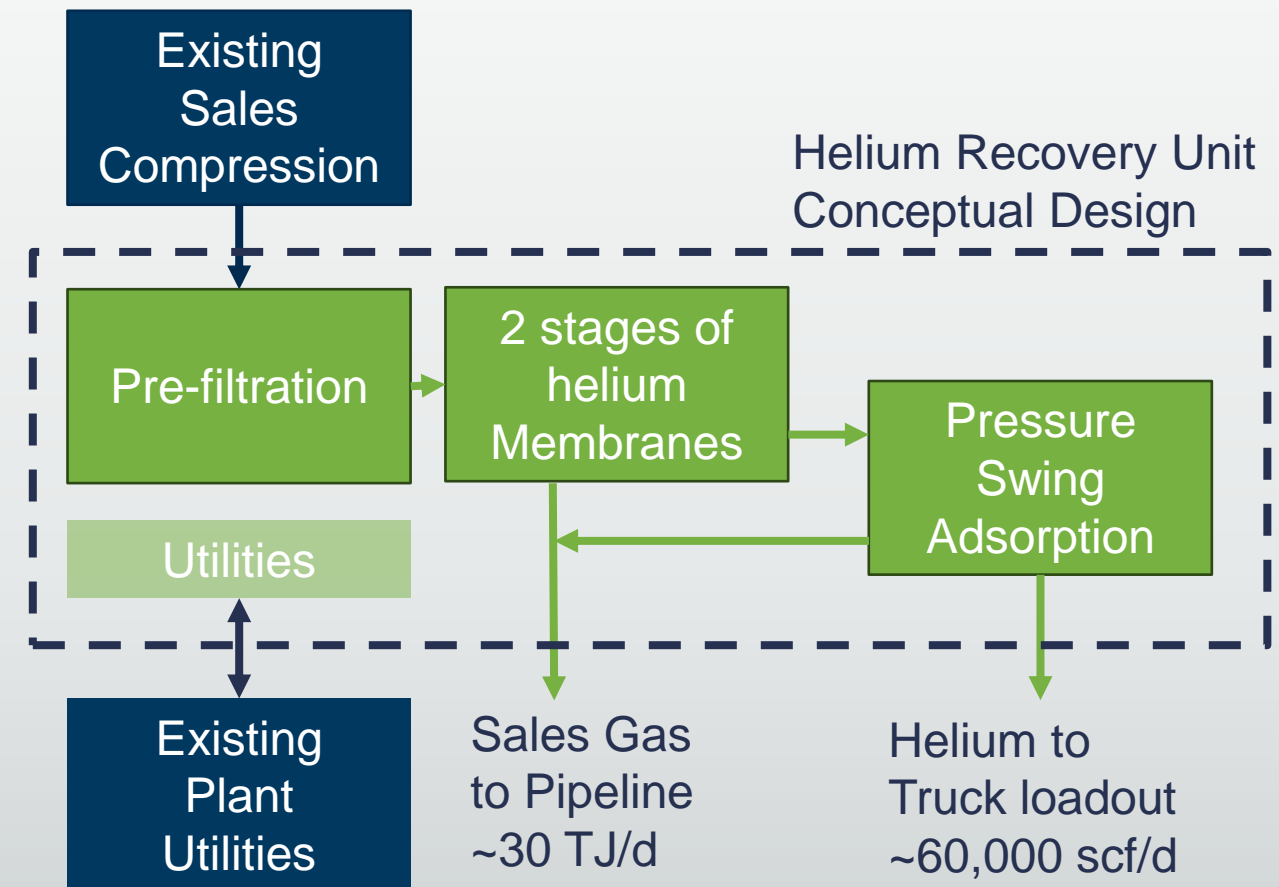 Existing
Sales
Compression
Helium Recovery Unit
Conceptual Design
Pre-filtration
2 stages of
helium
Membranes
Pressure
Swing
Adsorption
Utilities
Existing
Plant
Utilities
Sales Gas
to Pipeline
~30 TJ/d
Helium to
Truck loadout
~60,000 scf/d